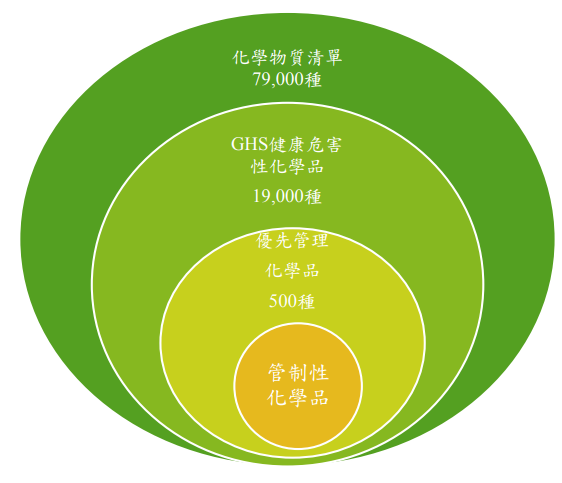 化學物質清單
79,000種
GHS健康危害
性化學品
19,000種
優先管理
化學品
500種
管制性
化學品